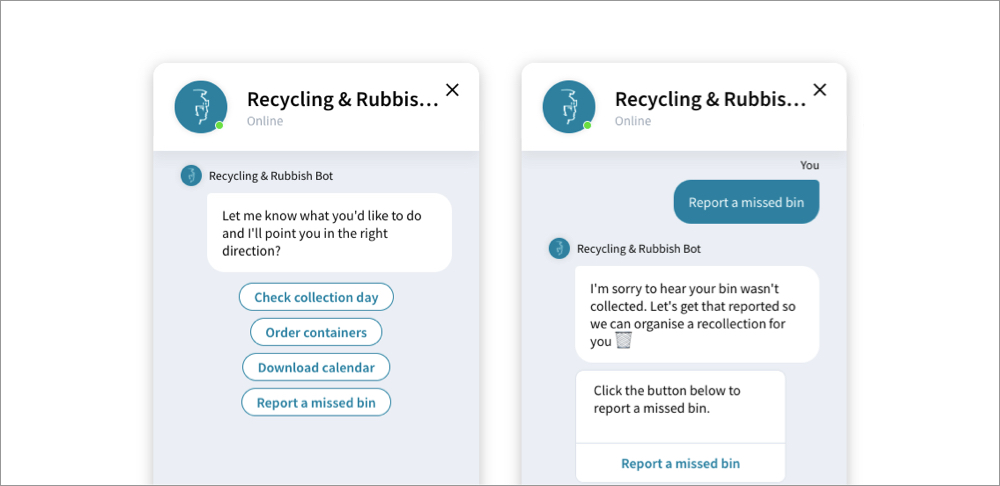 Recycling & Rubbis...
Online
Recycling & Rubbish Bot
Let me know what you'd like to do
and I'll point you in the right
direction?
Check collection day
Order containers
Download calendar
Report a missed bin
Recycling & Rubbis...
Online
You
Report a missed bin
Recycling & Rubbish Bot
I'm sorry to hear your bin wasn't
collected. Let's get that reported so
we can organise a recollection for
you 🗑️
Click the button below to
report a missed bin.
Report a missed bin